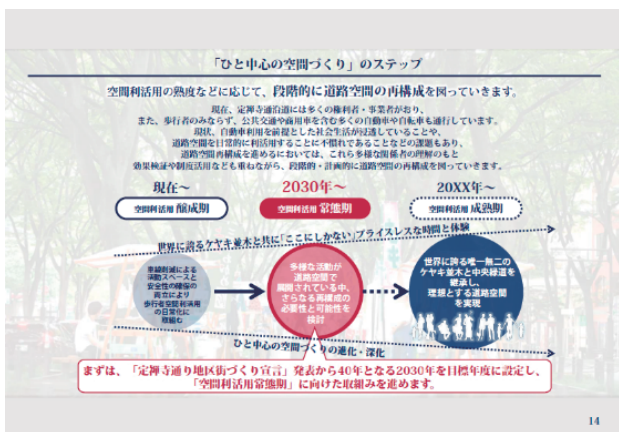 「ひと中心の空間づくり」のステップ
空間利活用の熟度などに応じて、段階的に道路空間の再構成を図っていきます。
現在、定禅寺通沿道には多くの権利者・事業者がおり、
また、歩行者のみならず、公共交通や商用車を含む多くの自動車や自転車も通行しています。
現状、自動車利用を前提とした社会生活が浸透していることや、
道路空間を日常的に利活用することに不慣れであることなどの課題もあり、
道路空間再構成を進めるにおいては、これら多様な関係者の理解のもと
効果検証や制度活用なども重ねながら、段階的・計画的に道路空間の再構成を図っていきます。
現在～
空間利活用 醸成期
2030年～
空間利活用 常態期
20XX年～
空間利活用 成熟期
世界に誇るケヤキ並木と共に「ここにしかない」プライスレスな時間と体験
車線削減による
活動スペースと
安全性の確保の
両立により
歩行者空間利活用
の日常化に
取組む
多様な活動が
道路空間で
展開されている中、
さらなる再構成の
必要性と可能性を
検討
世界に誇る唯一無二の
ケヤキ並木と中央緑道を
継承し、
理想とする道路空間
を実現
ひと中心の空間づくりの進化・深化
まずは、「定禅寺通り地区街づくり宣言」発表から40年となる2030年を目標年度に設定し、
「空間利活用常態期」に向けた取組みを進めます。
14